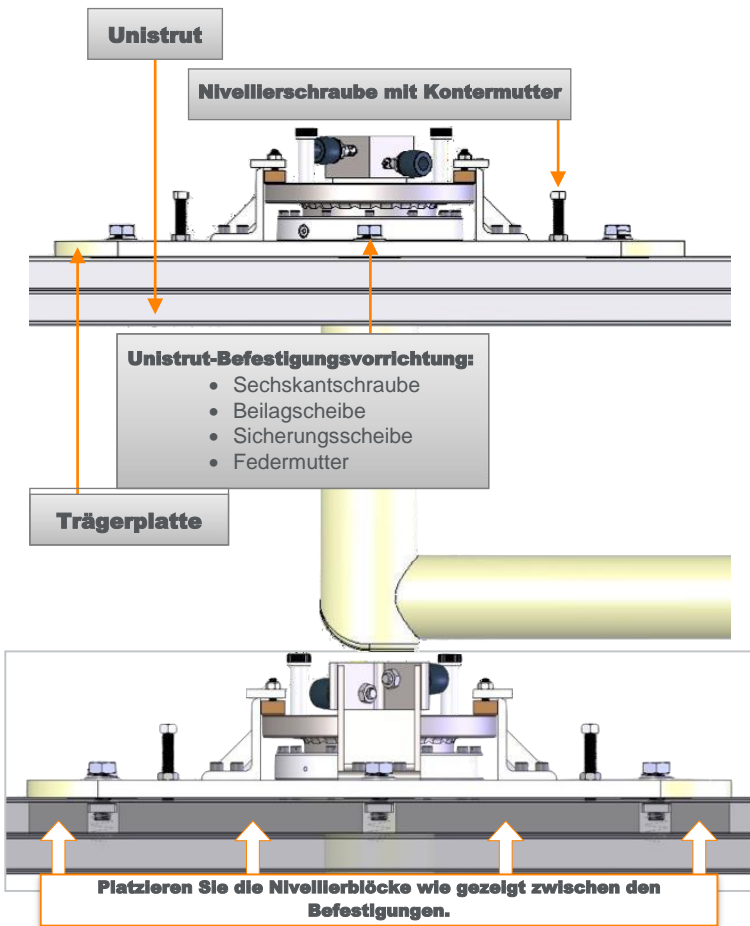 Unistrut
Nivellierschraube mit Kontermutter
Unistrut-Befestigungsvorrichtung:
• Sechskantschraube
• Beilagscheibe
• Sicherungsscheibe
• Federmutter
Trägerplatte
Platzieren Sie die Nivellierblöcke wie gezeigt zwischen den
Befestigungen.